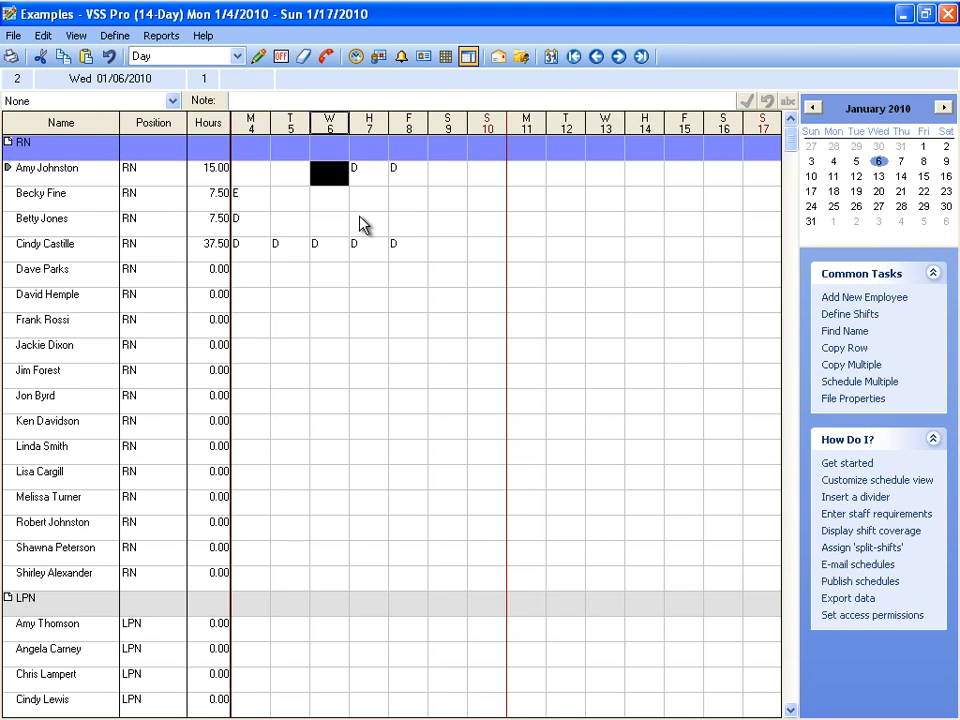 Examples - VSS Pro (14-Day) Mon 1/4/2010 - Sun 1/17/2010
File Edit View Define Reports Help
OFF Day
2 Wed 01/06/2010 1
None Note: abc
Name Position Hours M 4 T 5 W 6 H 7 F 8 S 9 S 10 M 11 T 12 W 13 H 14 F 15 S 16 S 17
RN
Amy Johnston RN 15.00 D D
Becky Fine RN 7.50 E
Betty Jones RN 7.50 D
Cindy Castille RN 37.50 D D D D D
Dave Parks RN 0.00
David Hemple RN 0.00
Frank Rossi RN 0.00
Jackie Dixon RN 0.00
Jim Forest RN 0.00
Jon Byrd RN 0.00
Ken Davidson RN 0.00
Linda Smith RN 0.00
Lisa Cargill RN 0.00
Melissa Turner RN 0.00
Robert Johnston RN 0.00
Shawna Peterson RN 0.00
Shirley Alexander RN 0.00
LPN
Amy Thomson LPN 0.00
Angela Carney LPN 0.00
Chris Lampert LPN 0.00
Cindy Lewis LPN 0.00
January 2010
Sun Mon Tue Wed Thu Fri Sat
27 28 29 30 31 1 2
3 4 5 6 7 8 9
10 11 12 13 14 15 16
17 18 19 20 21 22 23
24 25 26 27 28 29 30
31 1 2 3 4 5 6
Common Tasks
Add New Employee
Define Shifts
Find Name
Copy Row
Copy Multiple
Schedule Multiple
File Properties
How Do I?
Get started
Customize schedule view
Insert a divider
Enter staff requirements
Display shift coverage
Assign 'split-shifts'
E-mail schedules
Publish schedules
Export data
Set access permissions